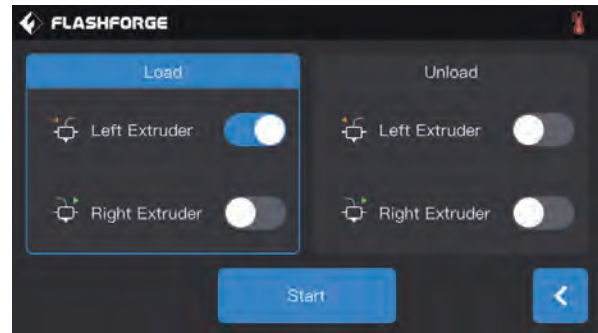 FLASHFORGE
Load
Left Extruder
Right Extruder
Unload
Left Extruder
Right Extruder
Start